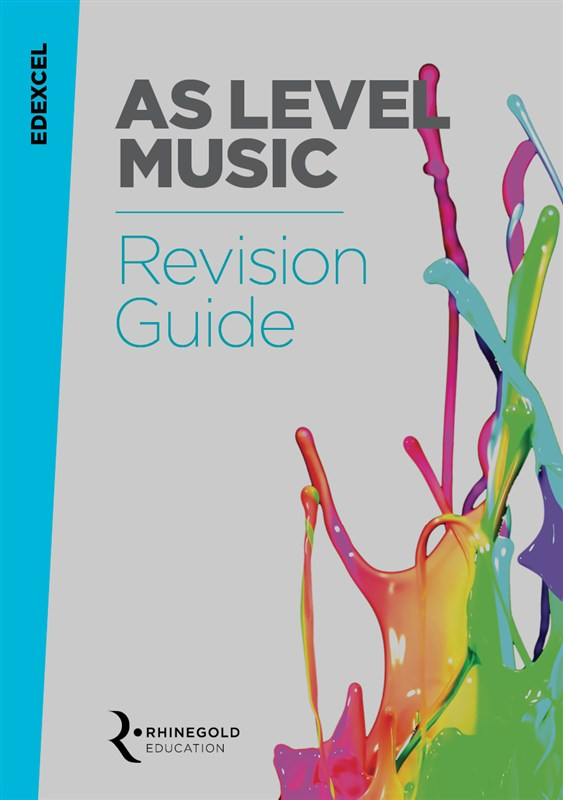 EDEXCEL
AS LEVEL
MUSIC
Revision
Guide
RHINEGOLD
EDUCATION